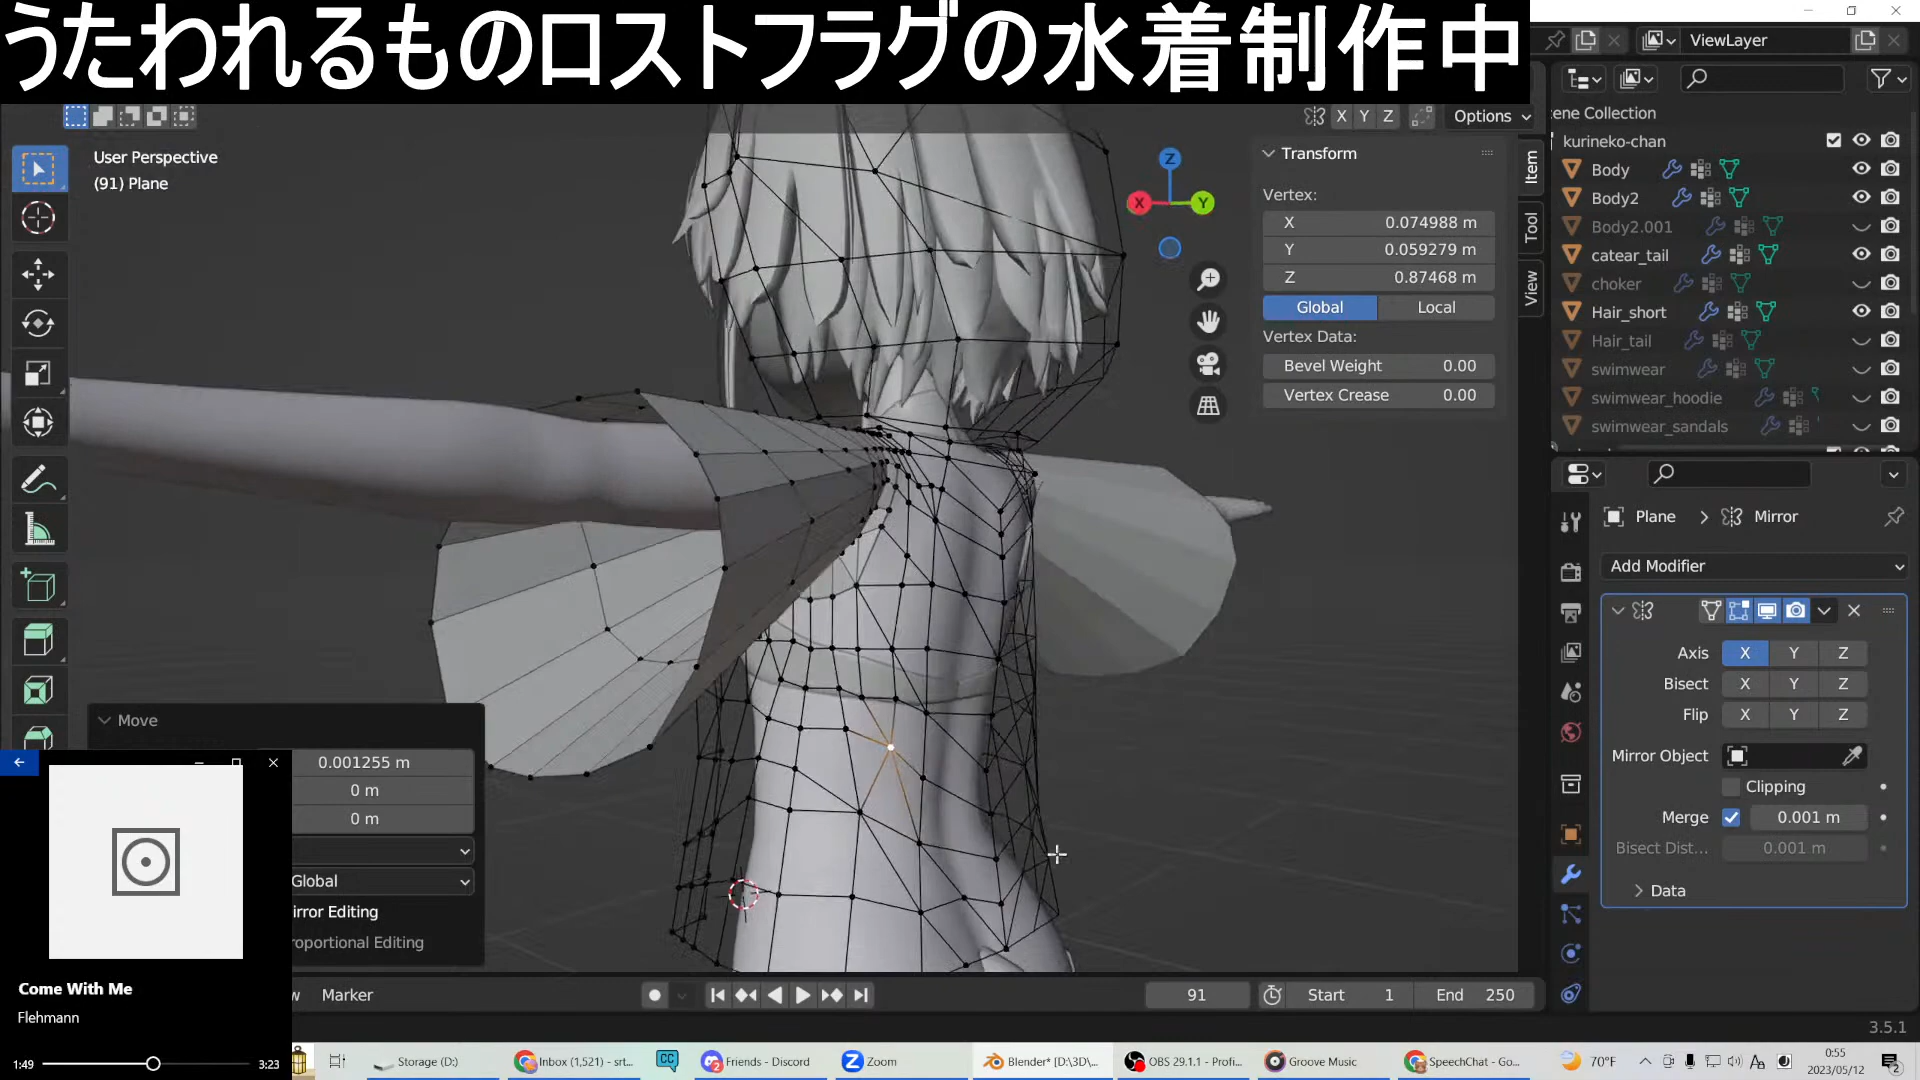 うたわれるものロストフラグの水着制作中
ViewLayer
X Y Z
Options
User Perspective
(91) Plane
Transform
Vertex:
X 0.074988 m
Y 0.059279 m
Z 0.87468 m
Global Local
Vertex Data:
Bevel Weight 0.00
Vertex Crease 0.00
Item
Tool
View
Z
X
Y
cene Collection
kurineko-chan
Body
Body2
Body2.001
catear_tail
choker
Hair_short
Hair_tail
swimwear
swimwear_hoodie
swimwear_sandals
Plane > Mirror
Add Modifier
Axis X Y Z
Bisect X Y Z
Flip X Y Z
Mirror Object
Clipping
Merge 0.001 m
Bisect Dist... 0.001 m
Data
Move
0.001255 m
0 m
0 m
Global
irror Editing
roportional Editing
Come With Me
Flehmann
1:49 3:23
w Marker
91 Start 1 End 250
3.5.1
Storage (D:)
Inbox (1,521) - srt...
CC
Friends - Discord
Zoom
Blender* [D:\3D\...
OBS 29.1.1 - Profi...
Groove Music
SpeechChat - Go...
70°F
A
0:55
2023/05/12
2